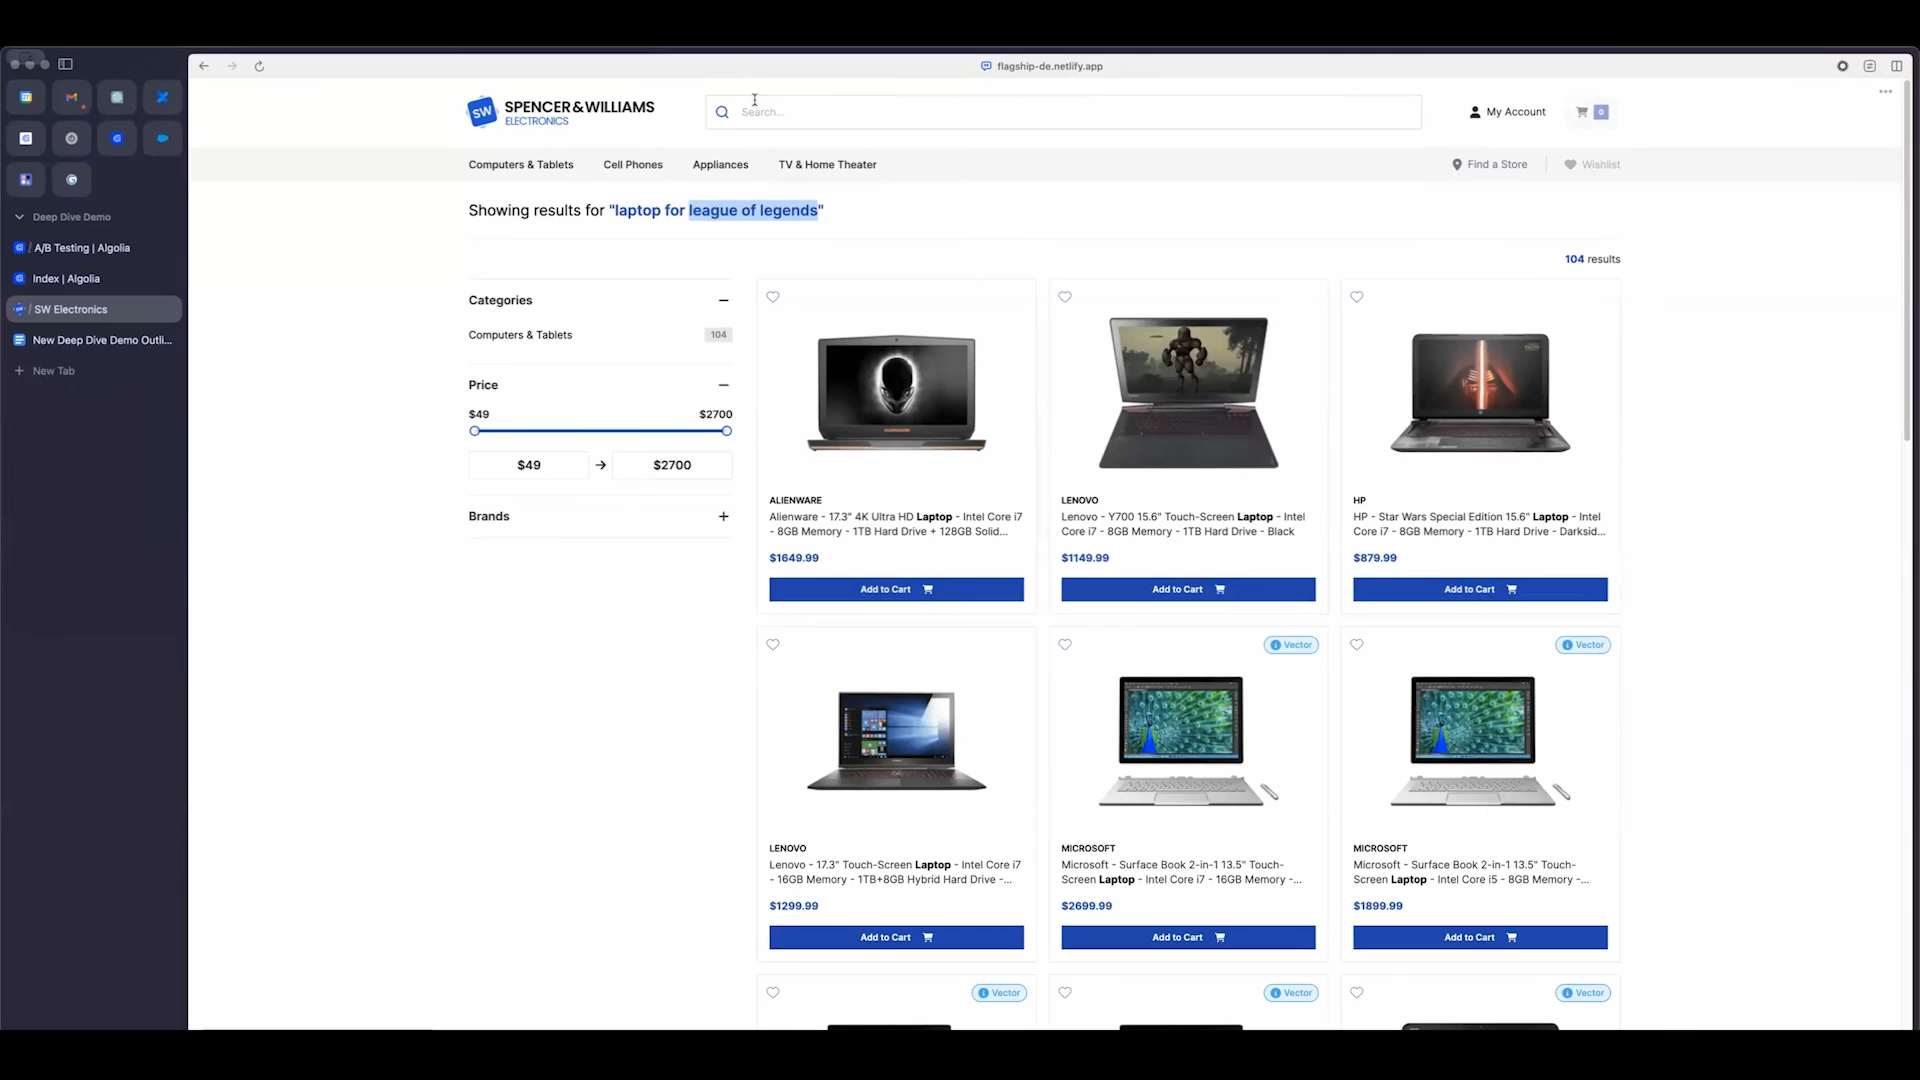 flagship-de.netlify.app
Deep Dive Demo
/ A/B Testing | Algolia
Index | Algolia
/ SW Electronics
New Deep Dive Demo Outli...
New Tab
SW SPENCER & WILLIAMS
ELECTRONICS
Search...
My Account
0
Computers & Tablets
Cell Phones
Appliances
TV & Home Theater
Find a Store
Wishlist
Showing results for "laptop for league of legends"
104 results
Categories
Computers & Tablets
104
Price
$49
$2700
$49
$2700
Brands
ALIENWARE
Alienware - 17.3" 4K Ultra HD Laptop - Intel Core i7
- 8GB Memory - 1TB Hard Drive + 128GB Solid...
$1649.99
Add to Cart
LENOVO
Lenovo - Y700 15.6" Touch-Screen Laptop - Intel
Core i7 - 8GB Memory - 1TB Hard Drive - Black
$1149.99
Add to Cart
HP
HP - Star Wars Special Edition 15.6" Laptop - Intel
Core i7 - 8GB Memory - 1TB Hard Drive - Darksid...
$879.99
Add to Cart
LENOVO
Lenovo - 17.3" Touch-Screen Laptop - Intel Core i7
- 16GB Memory - 1TB+8GB Hybrid Hard Drive -...
$1299.99
Add to Cart
Vector
MICROSOFT
Microsoft - Surface Book 2-in-1 13.5" Touch-
Screen Laptop - Intel Core i7 - 16GB Memory -...
$2699.99
Add to Cart
Vector
MICROSOFT
Microsoft - Surface Book 2-in-1 13.5" Touch-
Screen Laptop - Intel Core i5 - 8GB Memory -...
$1899.99
Add to Cart
Vector
Vector
Vector